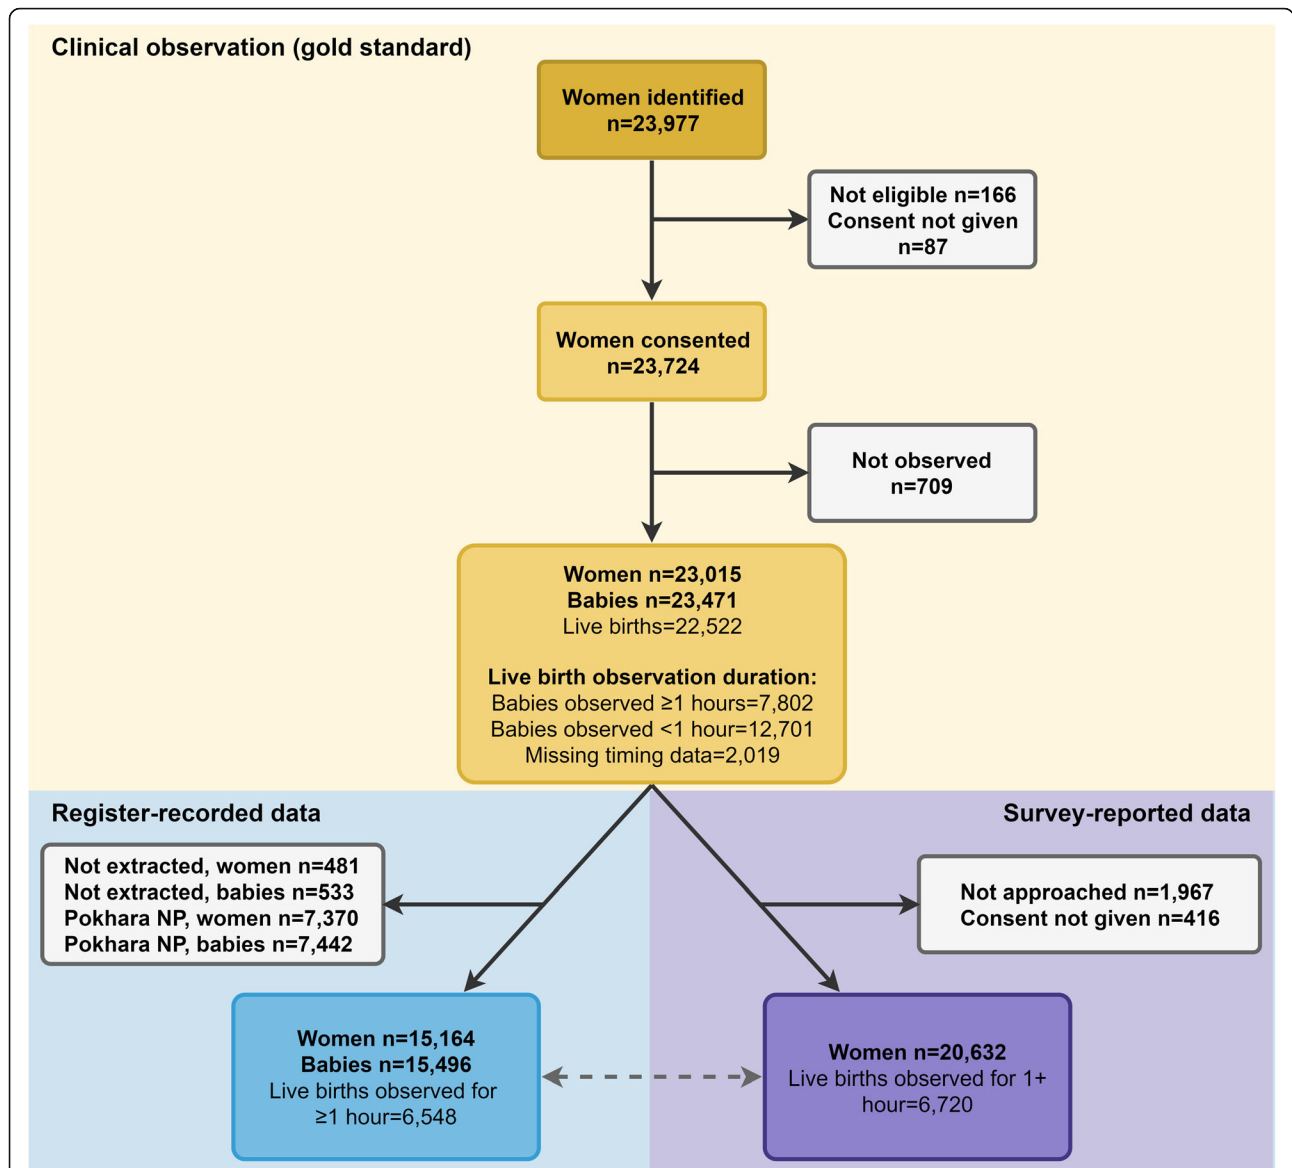 Clinical observation (gold standard)
Women identified
n=23,977
Not eligible n=166
Consent not given
n=87
Women consented
n=23,724
Not observed
n=709
Women n=23,015
Babies n=23,471
Live births=22,522
Live birth observation duration:
Babies observed ≥1 hours=7,802
Babies observed <1 hour=12,701
Missing timing data=2,019
Register-recorded data
Not extracted, women n=481
Not extracted, babies n=533
Pokhara NP, women n=7,370
Pokhara NP, babies n=7,442
Women n=15,164
Babies n=15,496
Live births observed for
≥1 hour=6,548
Survey-reported data
Not approached n=1,967
Consent not given n=416
Women n=20,632
Live births observed for 1+
hour=6,720